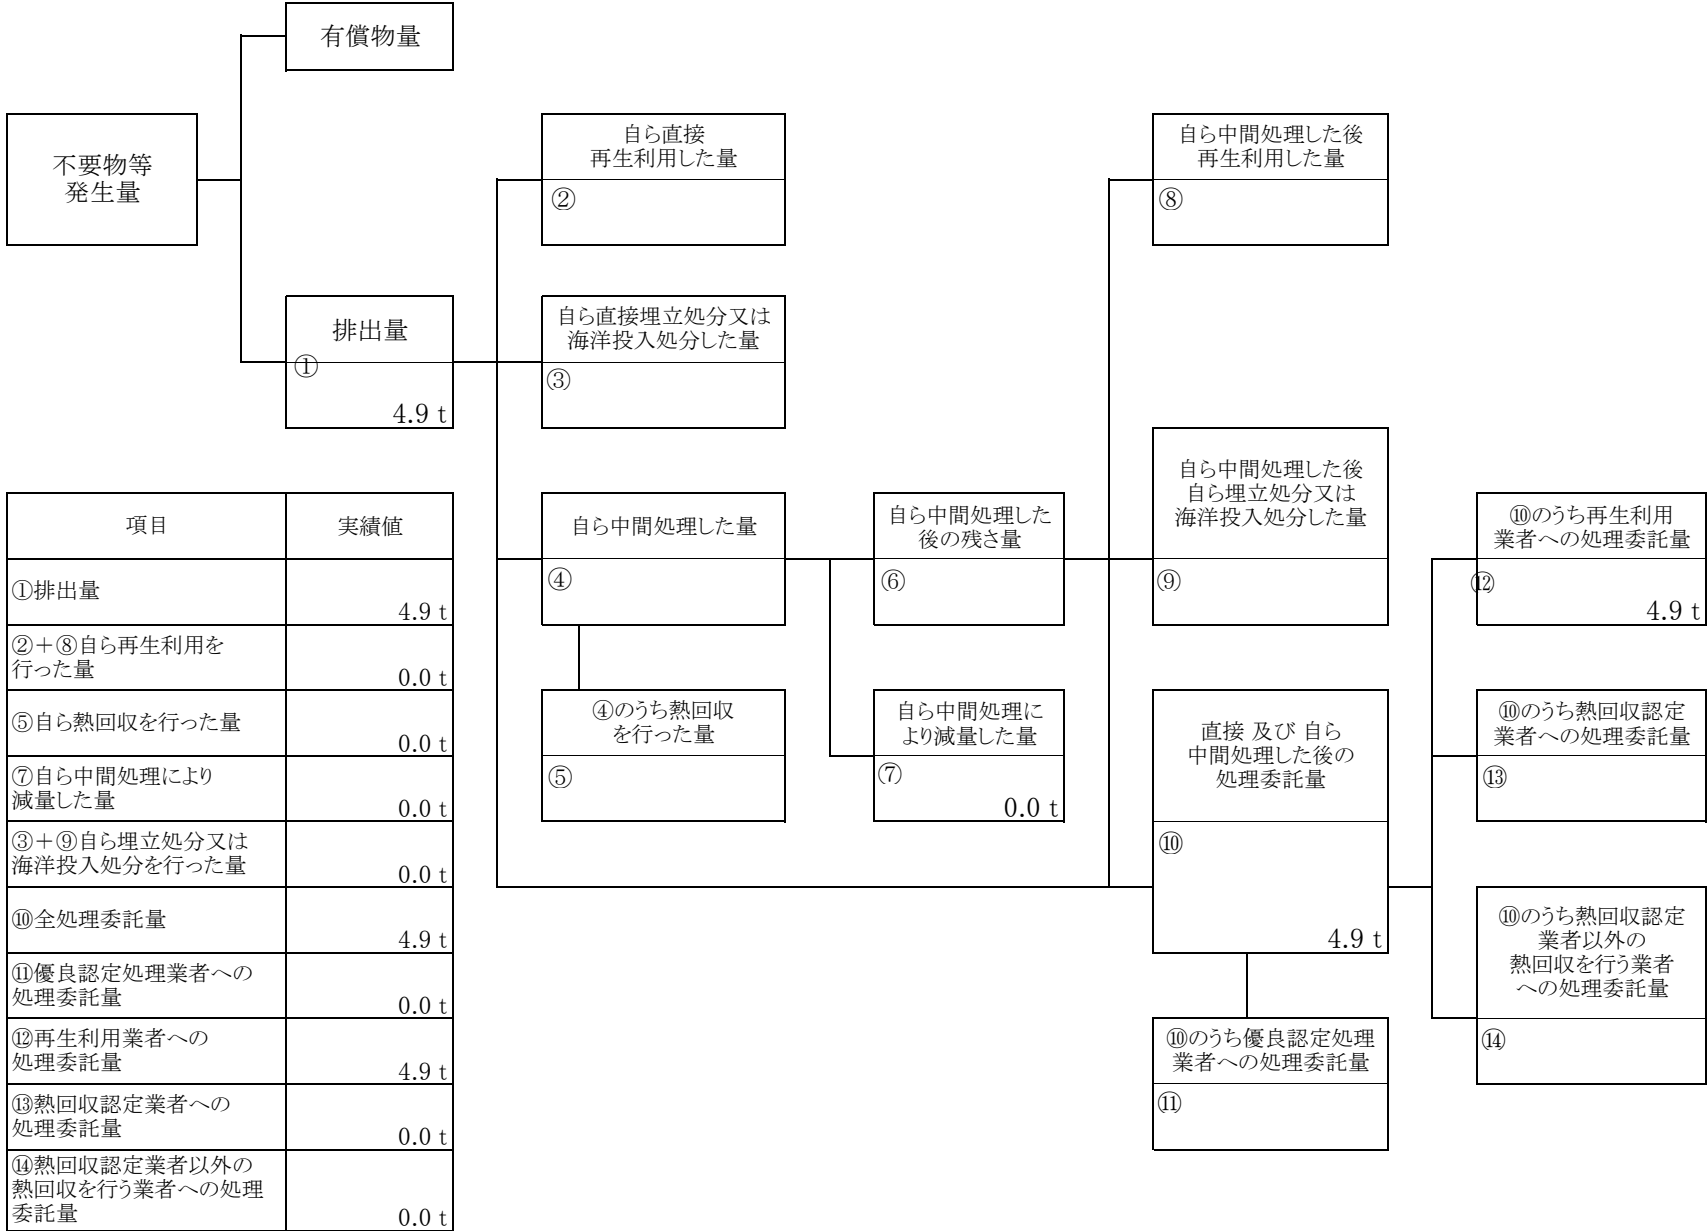 有償物量
不要物等
発生量
自ら直接
再生利用した量
②
自ら中間処理した後
再生利用した量
⑧
排出量
①
4.9 t
自ら直接埋立処分又は
海洋投入処分した量
③
自ら中間処理した量
④
自ら中間処理した
後の残さ量
⑥
自ら中間処理した後
自ら埋立処分又は
海洋投入処分した量
⑨
⑩のうち再生利用
業者への処理委託量
⑫
4.9 t
④のうち熱回収
を行った量
⑤
自ら中間処理に
より減量した量
⑦
0.0 t
直接 及び 自ら
中間処理した後の
処理委託量
⑩
4.9 t
⑩のうち熱回収認定
業者への処理委託量
⑬
⑩のうち熱回収認定
業者以外の
熱回収を行う業者
への処理委託量
⑭
⑩のうち優良認定処理
業者への処理委託量
⑪
項目 実績値
①排出量
4.9 t
②+⑧自ら再生利用を
行った量
0.0 t
⑤自ら熱回収を行った量
0.0 t
⑦自ら中間処理により
減量した量
0.0 t
③+⑨自ら埋立処分又は
海洋投入処分を行った量
0.0 t
⑩全処理委託量
4.9 t
⑪優良認定処理業者への
処理委託量
0.0 t
⑫再生利用業者への
処理委託量
4.9 t
⑬熱回収認定業者への
処理委託量
0.0 t
⑭熱回収認定業者以外の
熱回収を行う業者への処理
委託量
0.0 t